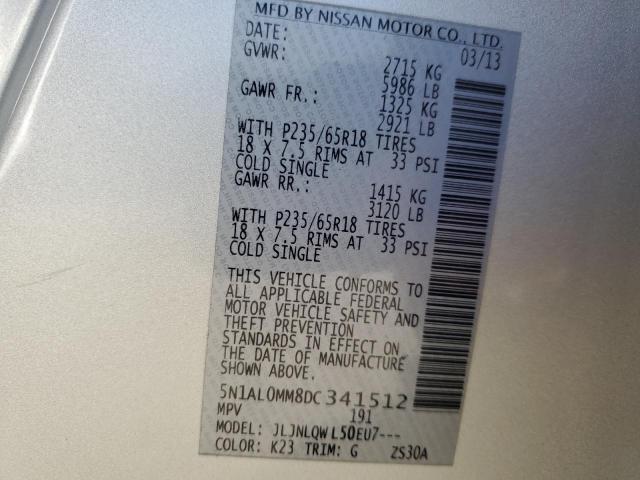 MFD BY NISSAN MOTOR CO., LTD.
DATE: 03/13
GVWR: 2715 KG
5986 LB
GAWR FR.: 1325 KG
2921 LB
WITH P235/65R18 TIRES
18 X 7.5 RIMS AT 33 PSI
COLD SINGLE
GAWR RR.: 1415 KG
3120 LB
WITH P235/65R18 TIRES
18 X 7.5 RIMS AT 33 PSI
COLD SINGLE
THIS VEHICLE CONFORMS TO
ALL APPLICABLE FEDERAL
MOTOR VEHICLE SAFETY AND
THEFT PREVENTION
STANDARDS IN EFFECT ON
THE DATE OF MANUFACTURE
SHOWN ABOVE.
5N1AL0MM8DC341512
MPV 191
MODEL: JLJNLQWL50EU7---
COLOR: K23 TRIM: G ZS30A